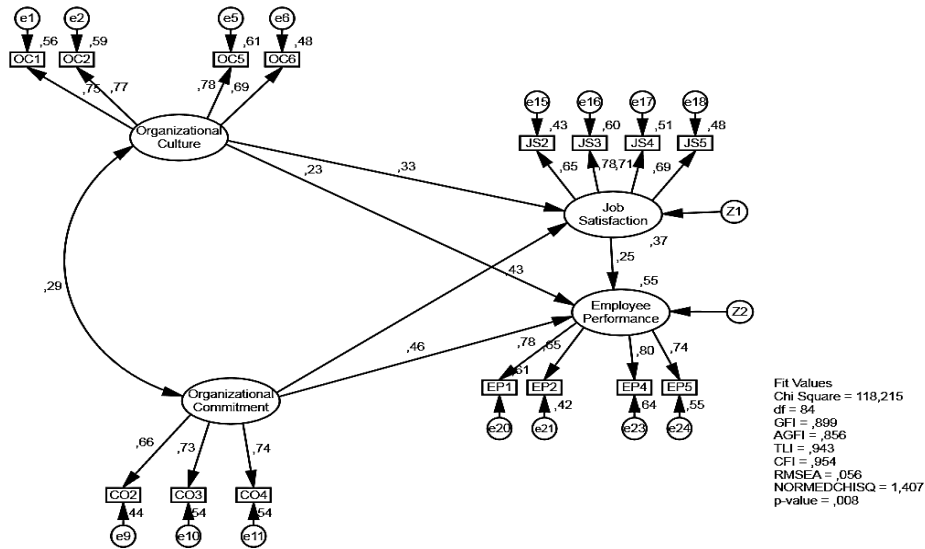 e1
e2
e5
e6
,56
,59
,61
,48
OC1
OC2
OC5
OC6
,75
,77
,78
,69
Organizational
Culture
e15
e16
e17
e18
,43
,60
,51
,48
JS2
JS3
JS4
JS5
,65
,78
,71
,69
,23
,33
Job
Satisfaction
Z1
,37
,29
,43
,25
,55
Employee
Performance
Z2
,46
,78
,65
,80
,74
,61
EP1
EP2
EP4
EP5
,42
,64
,55
e20
e21
e23
e24
Organizational
Commitment
,66
,73
,74
CO2
CO3
CO4
,44
,54
,54
e9
e10
e11
Fit Values
Chi Square = 118,215
df = 84
GFI = ,899
AGFI = ,856
TLI = ,943
CFI = ,954
RMSEA = ,056
NORMEDCHISQ = 1,407
p-value = ,008